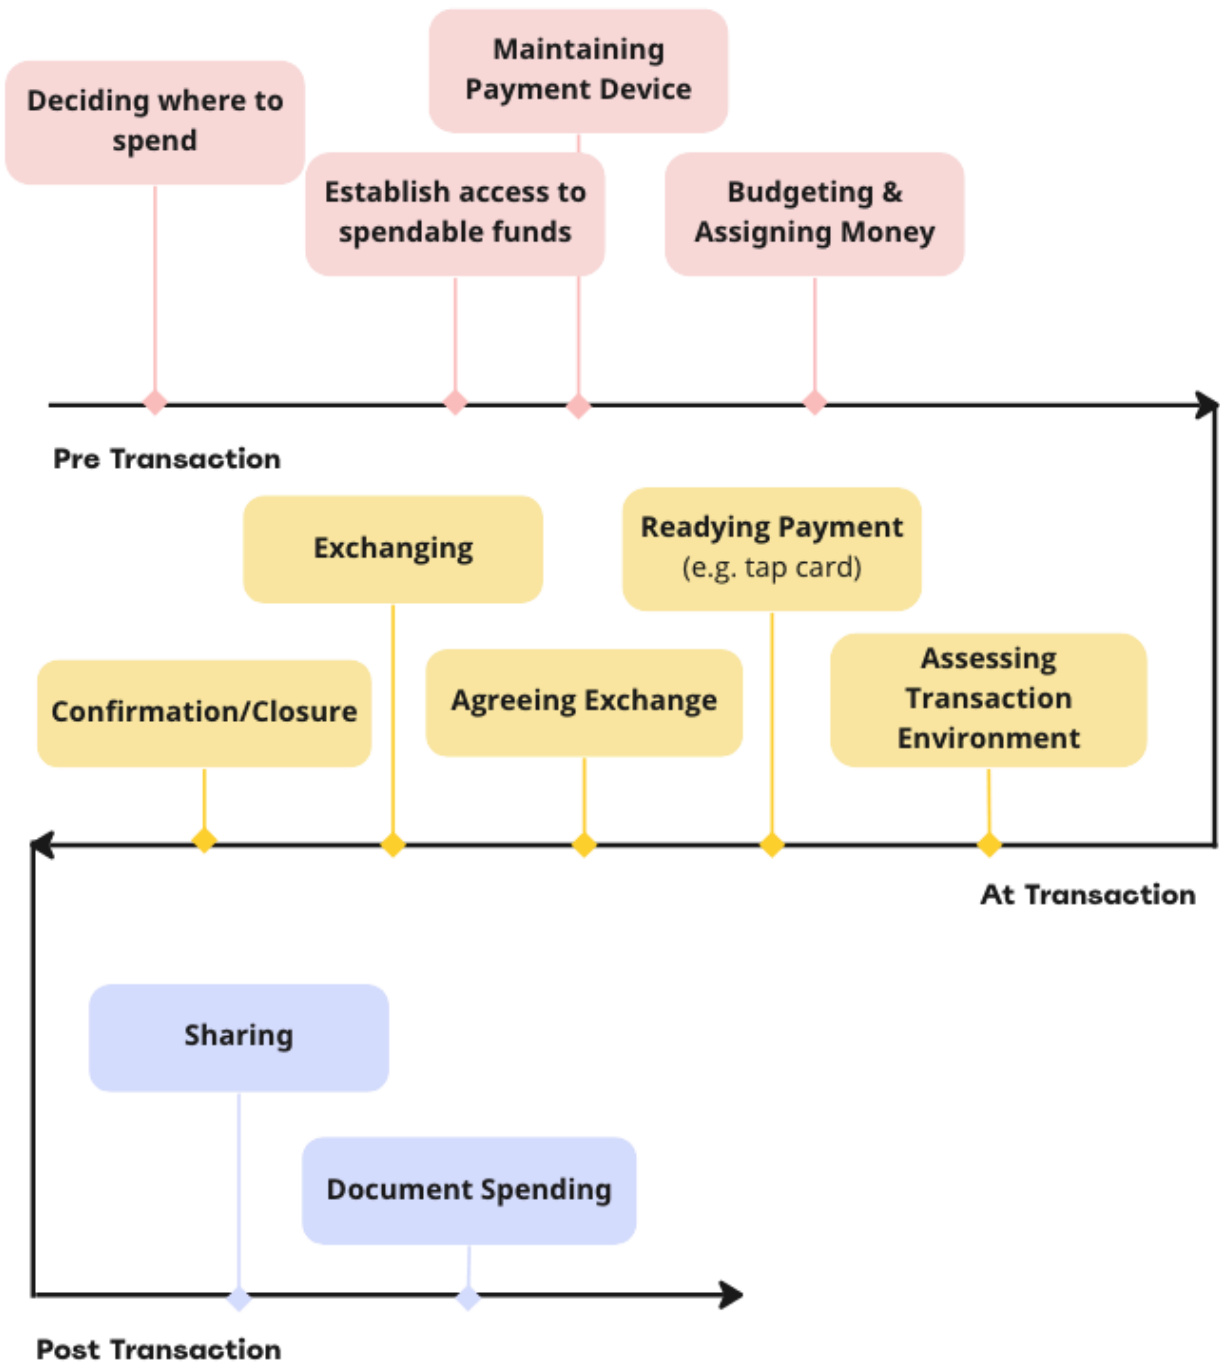 Maintaining
Payment Device
Deciding where to
spend
Establish access to
spendable funds
Budgeting &
Assigning Money
Pre Transaction
Exchanging
Readying Payment
(e.g. tap card)
Confirmation/Closure
Agreeing Exchange
Assessing
Transaction
Environment
At Transaction
Sharing
Document Spending
Post Transaction